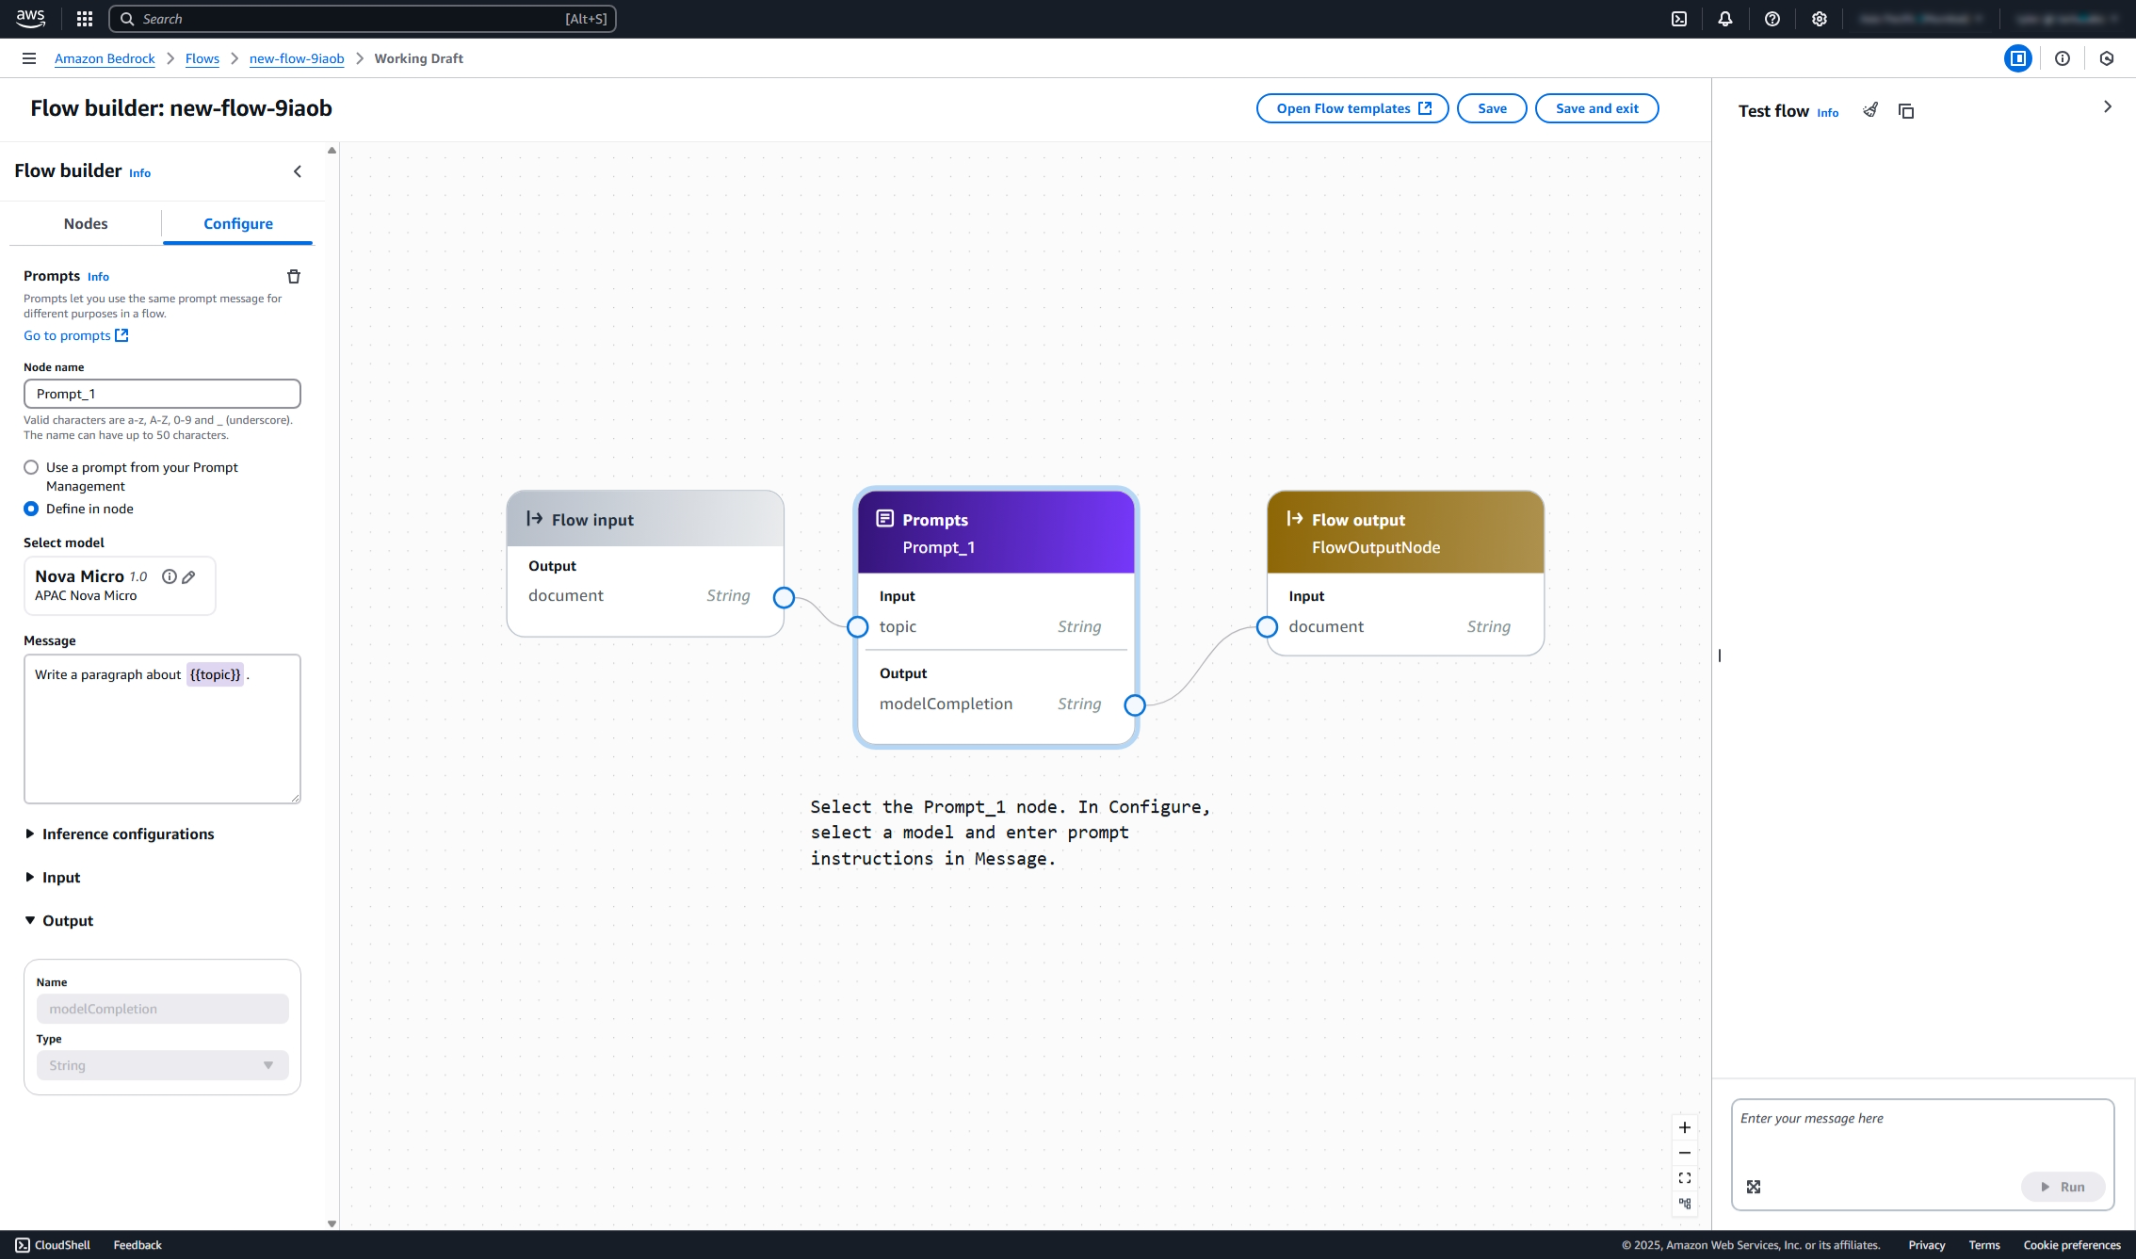 aws
Search [Alt+S]
Amazon Bedrock > Flows > new-flow-9iaob > Working Draft
Flow builder: new-flow-9iaob
Open Flow templates
Save
Save and exit
Test flow Info
Flow builder Info
Nodes
Configure
Prompts Info
Prompts let you use the same prompt message for
different purposes in a flow.
Go to prompts
Node name
Prompt_1
Valid characters are a-z, A-Z, 0-9 and _ (underscore).
The name can have up to 50 characters.
Use a prompt from your Prompt
Management
Define in node
Select model
Nova Micro 1.0
APAC Nova Micro
Message
Write a paragraph about {{topic}} .
Inference configurations
Input
Output
Name
modelCompletion
Type
String
Flow input
Output
document String
Prompts
Prompt_1
Input
topic String
Output
modelCompletion String
Flow output
FlowOutputNode
Input
document String
Select the Prompt_1 node. In Configure,
select a model and enter prompt
instructions in Message.
Enter your message here
Run
CloudShell
Feedback
© 2025, Amazon Web Services, Inc. or its affiliates.
Privacy
Terms
Cookie preferences